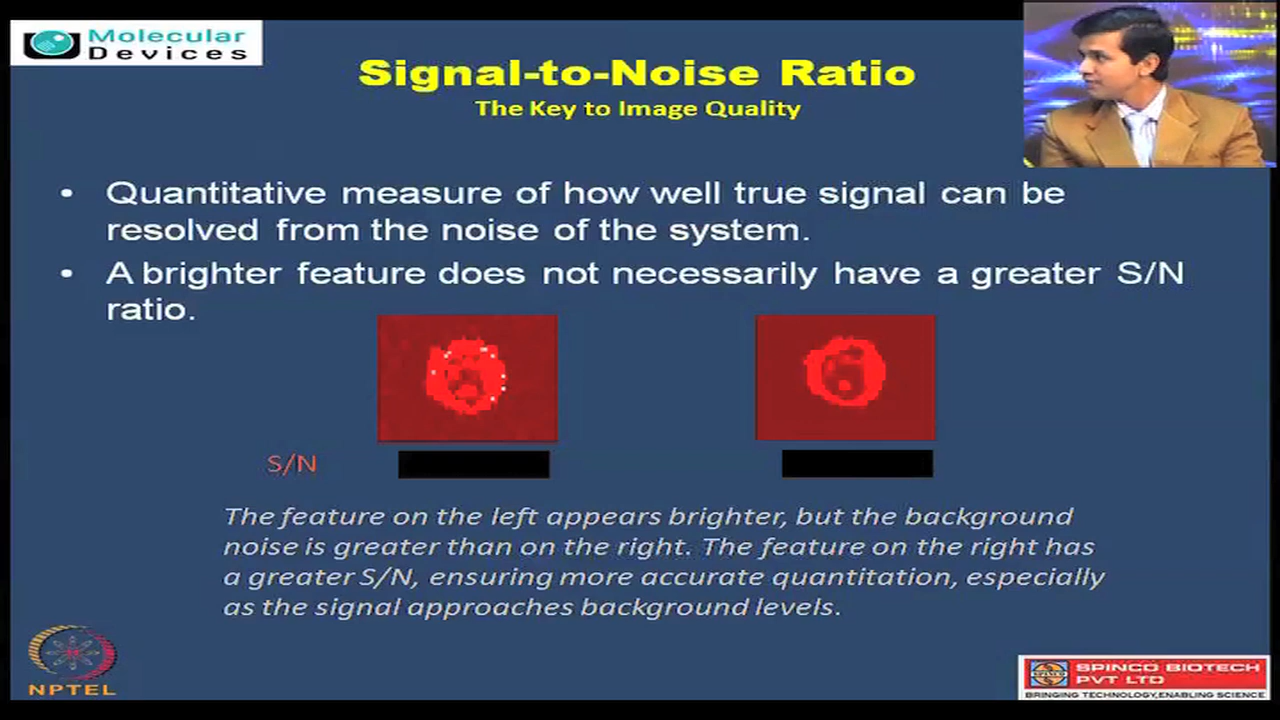 Molecular
Devices
Signal-to-Noise Ratio
The Key to Image Quality
• Quantitative measure of how well true signal can be
resolved from the noise of the system.
• A brighter feature does not necessarily have a greater S/N
ratio.
S/N
The feature on the left appears brighter, but the background
noise is greater than on the right. The feature on the right has
a greater S/N, ensuring more accurate quantitation, especially
as the signal approaches background levels.
NPTEL
SPINCO BIOTECH
PVT LTD
BRINGING TECHNOLOGY,ENABLING SCIENCE